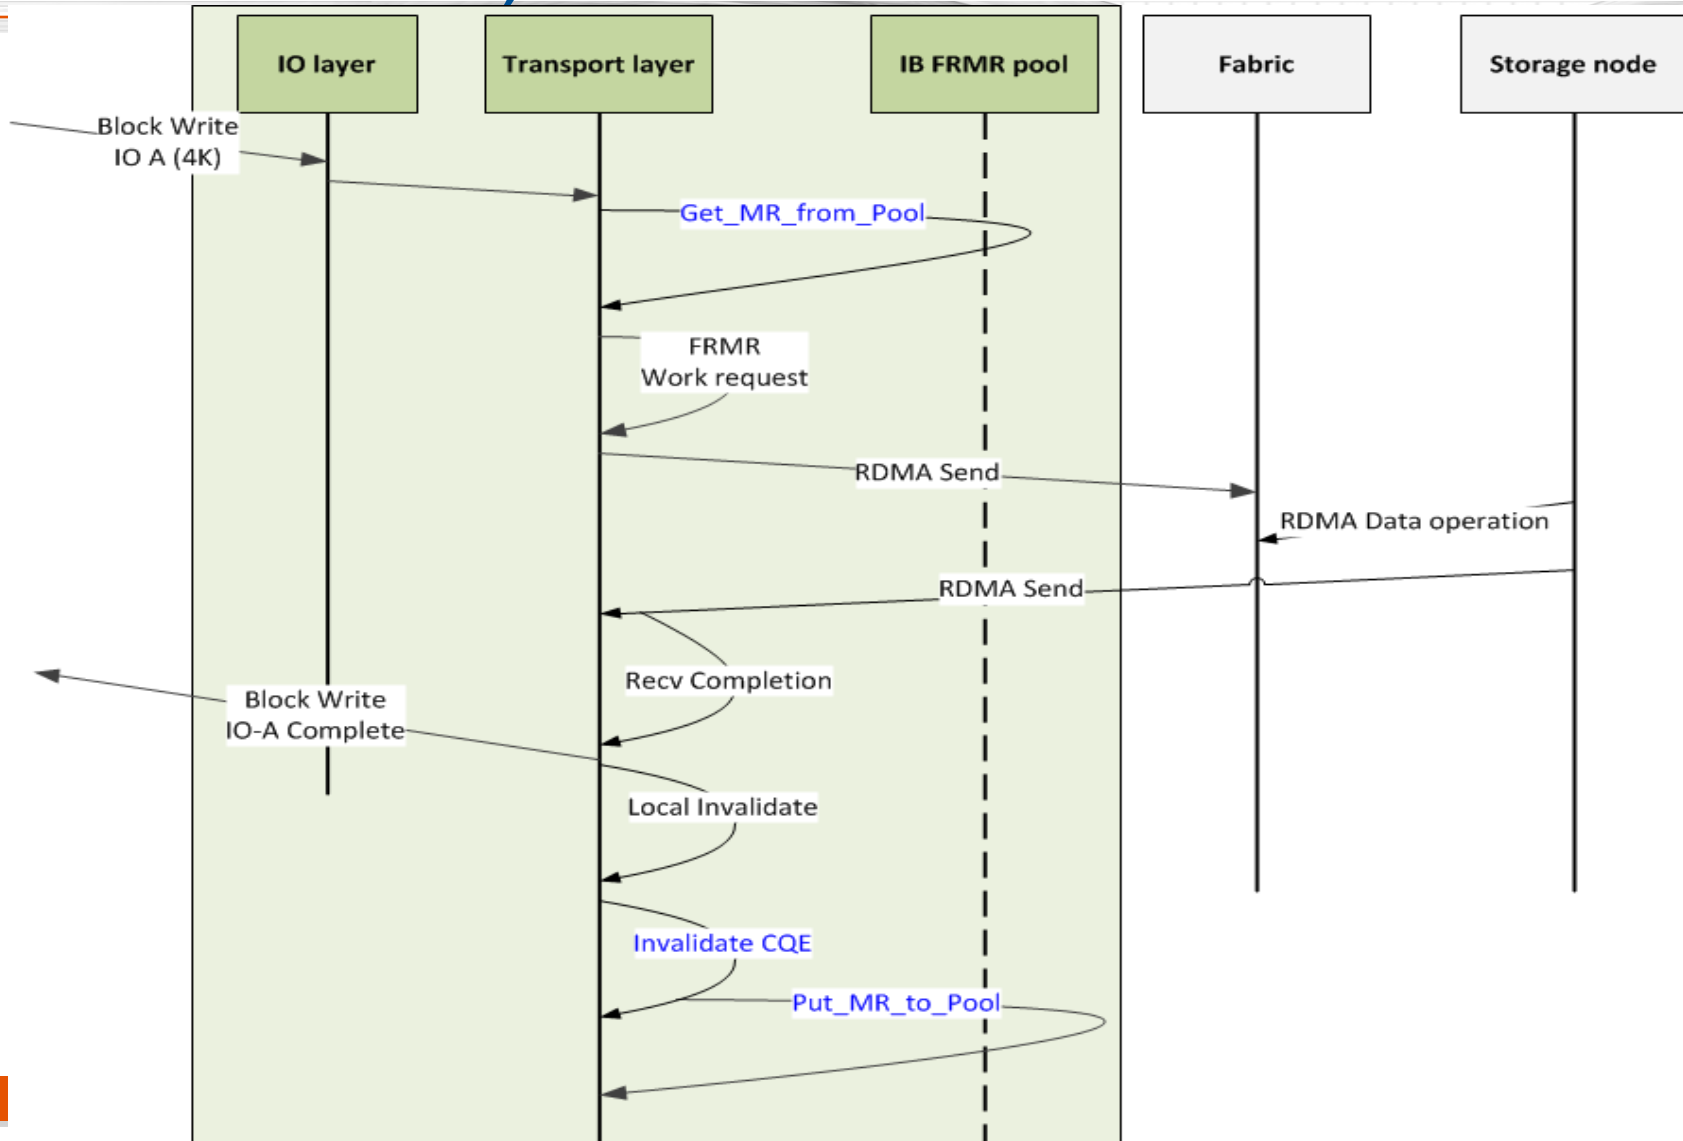 IO layer
Transport layer
IB FRMR pool
Fabric
Storage node
Block Write
IO A (4K)
Get_MR_from_Pool
FRMR
Work request
RDMA Send
RDMA Data operation
RDMA Send
Recv Completion
Block Write
IO-A Complete
Local Invalidate
Invalidate CQE
Put_MR_to_Pool